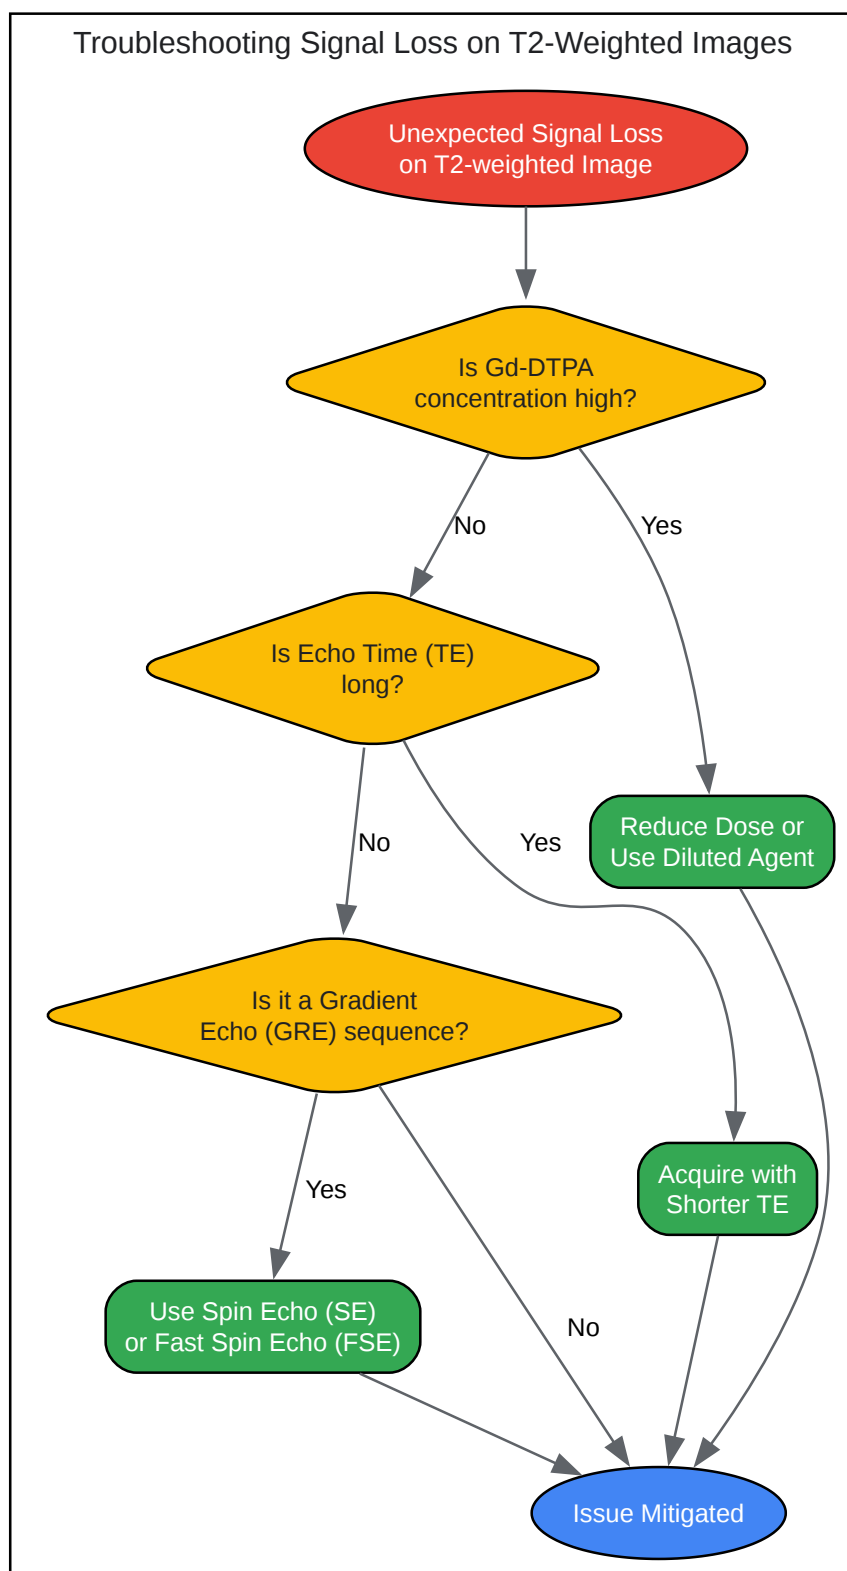 Troubleshooting Signal Loss on T2-Weighted Images
Unexpected Signal Loss
on T2-weighted Image
Is Gd-DTPA
concentration high?
No
Yes
Is Echo Time (TE)
long?
Reduce Dose or
Use Diluted Agent
No
Yes
Is it a Gradient
Echo (GRE) sequence?
Acquire with
Shorter TE
Yes
Use Spin Echo (SE)
or Fast Spin Echo (FSE)
No
Issue Mitigated